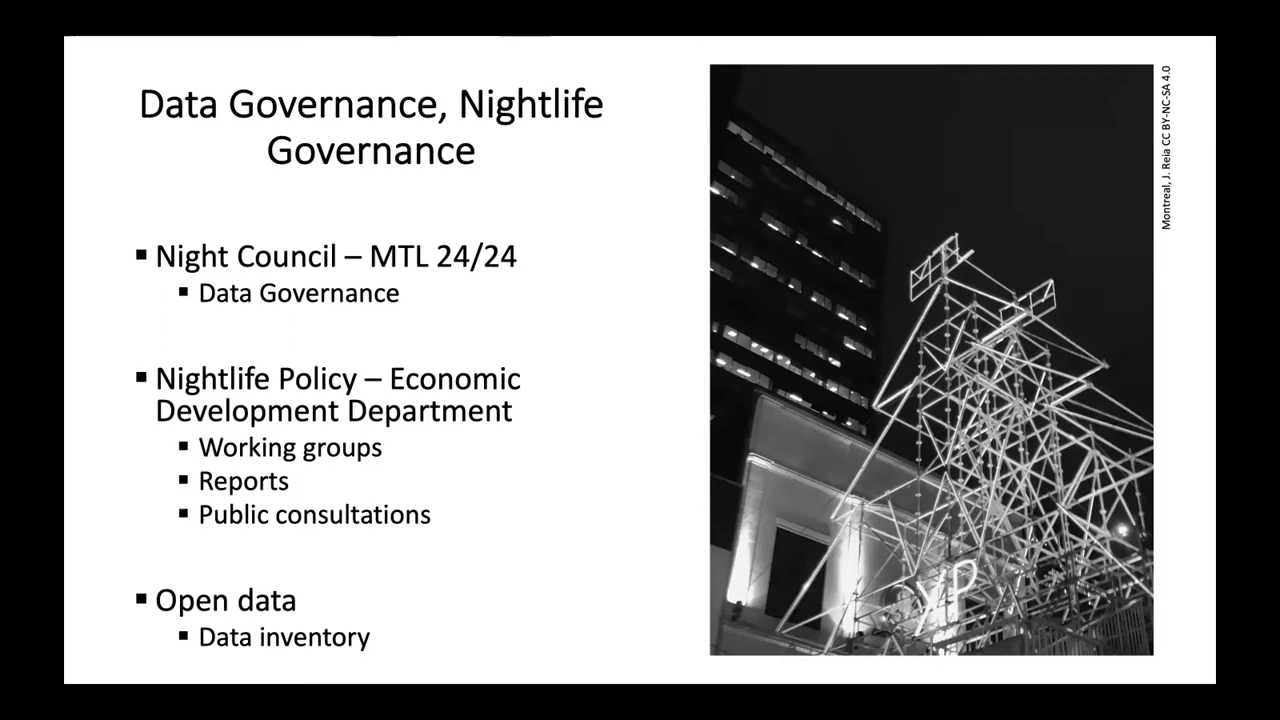 Data Governance, Nightlife
Governance
▪ Night Council – MTL 24/24
▪ Data Governance
▪ Nightlife Policy – Economic
Development Department
▪ Working groups
▪ Reports
▪ Public consultations
▪ Open data
▪ Data inventory
Montreal, J. Reia CC BY-NC-SA 4.0